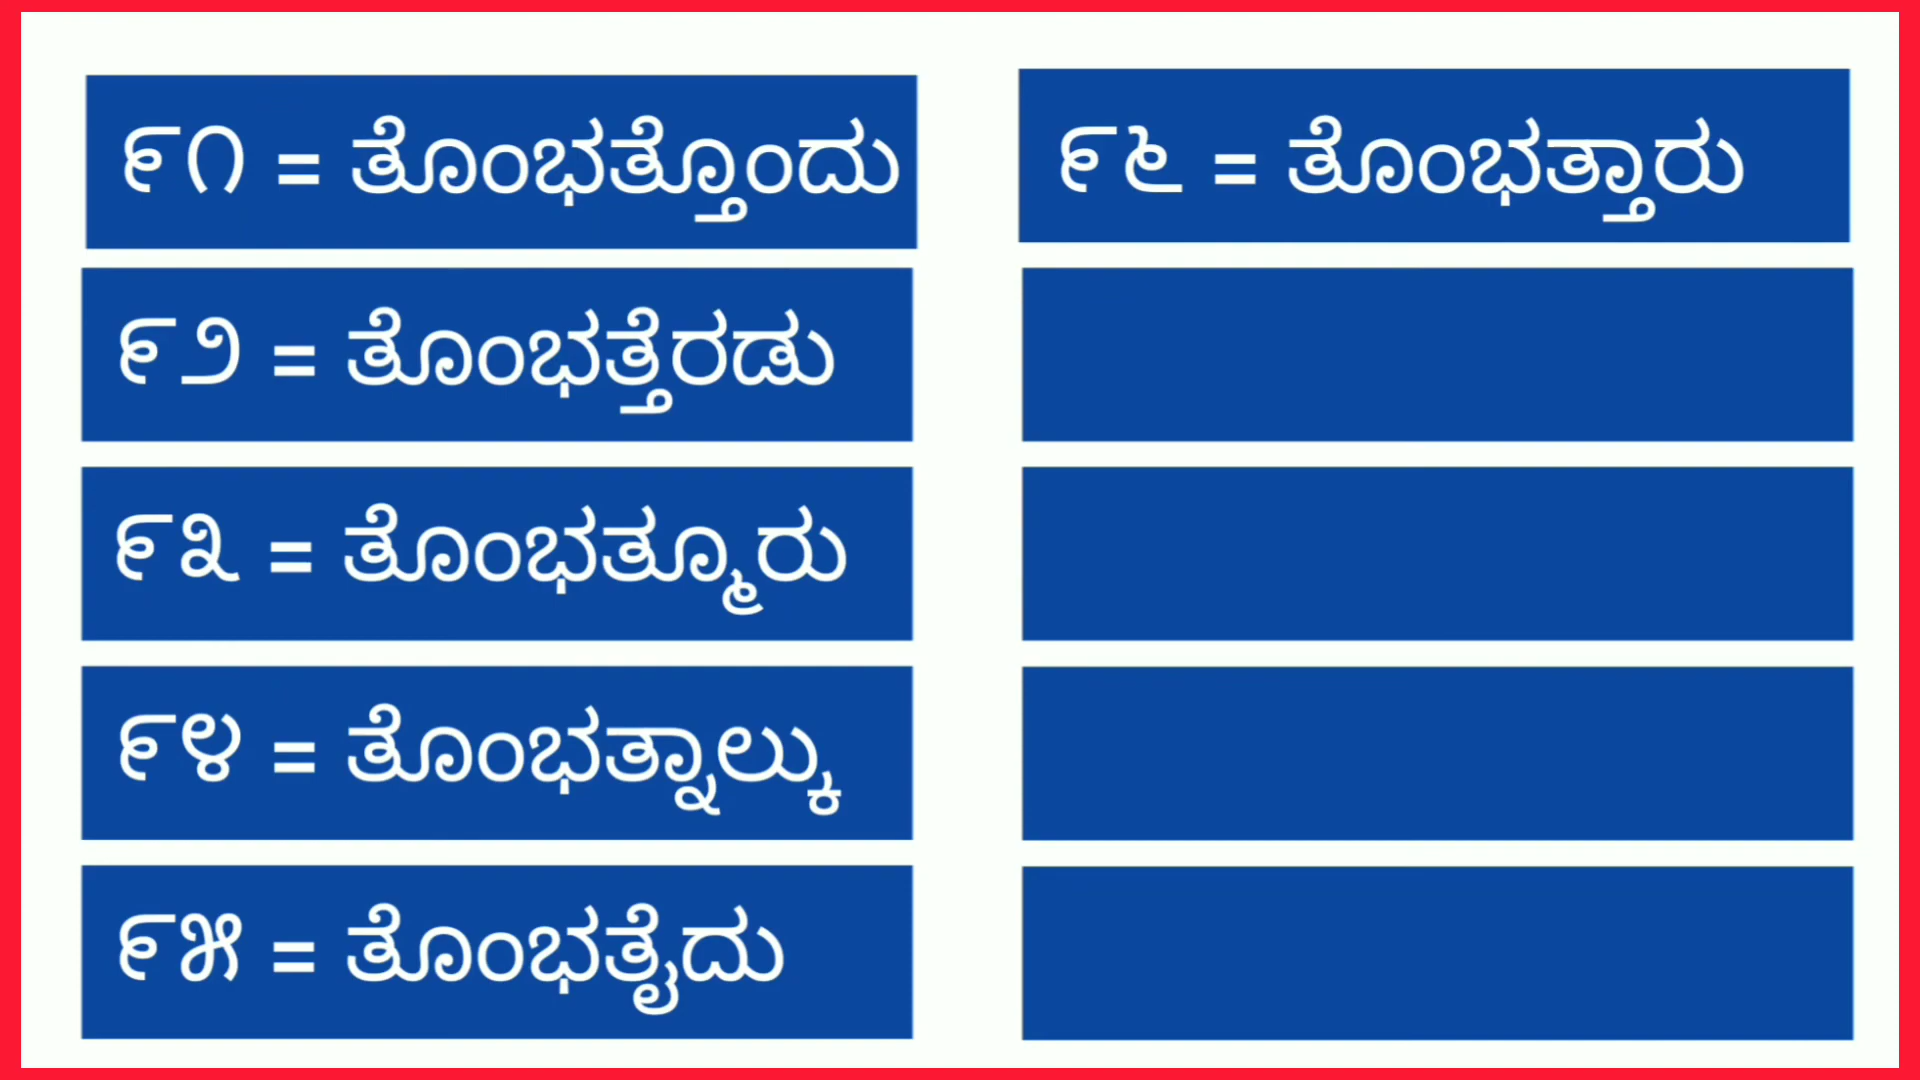 ೯೧ = ತೊಂಭತ್ತೊಂದು
೯೨ = ತೊಂಭತ್ತೆರಡು
೯೩ = ತೊಂಭತ್ಮೂರು
೯೪ = ತೊಂಭತ್ನಾಲ್ಕು
೯೫ = ತೊಂಭತೈದು
೯೬ = ತೊಂಭತ್ತಾರು